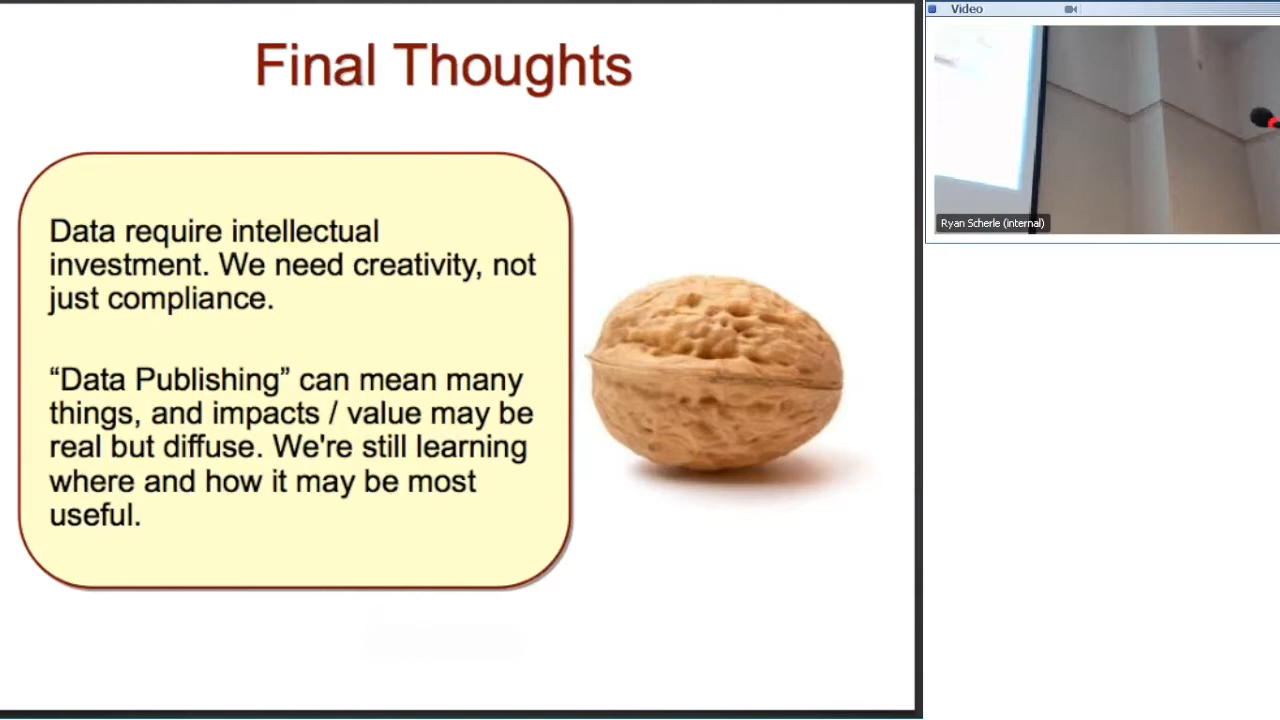 Final Thoughts
Data require intellectual
investment. We need creativity, not
just compliance.
“Data Publishing” can mean many
things, and impacts / value may be
real but diffuse. We're still learning
where and how it may be most
useful.
Video
Ryan Scherle (internal)